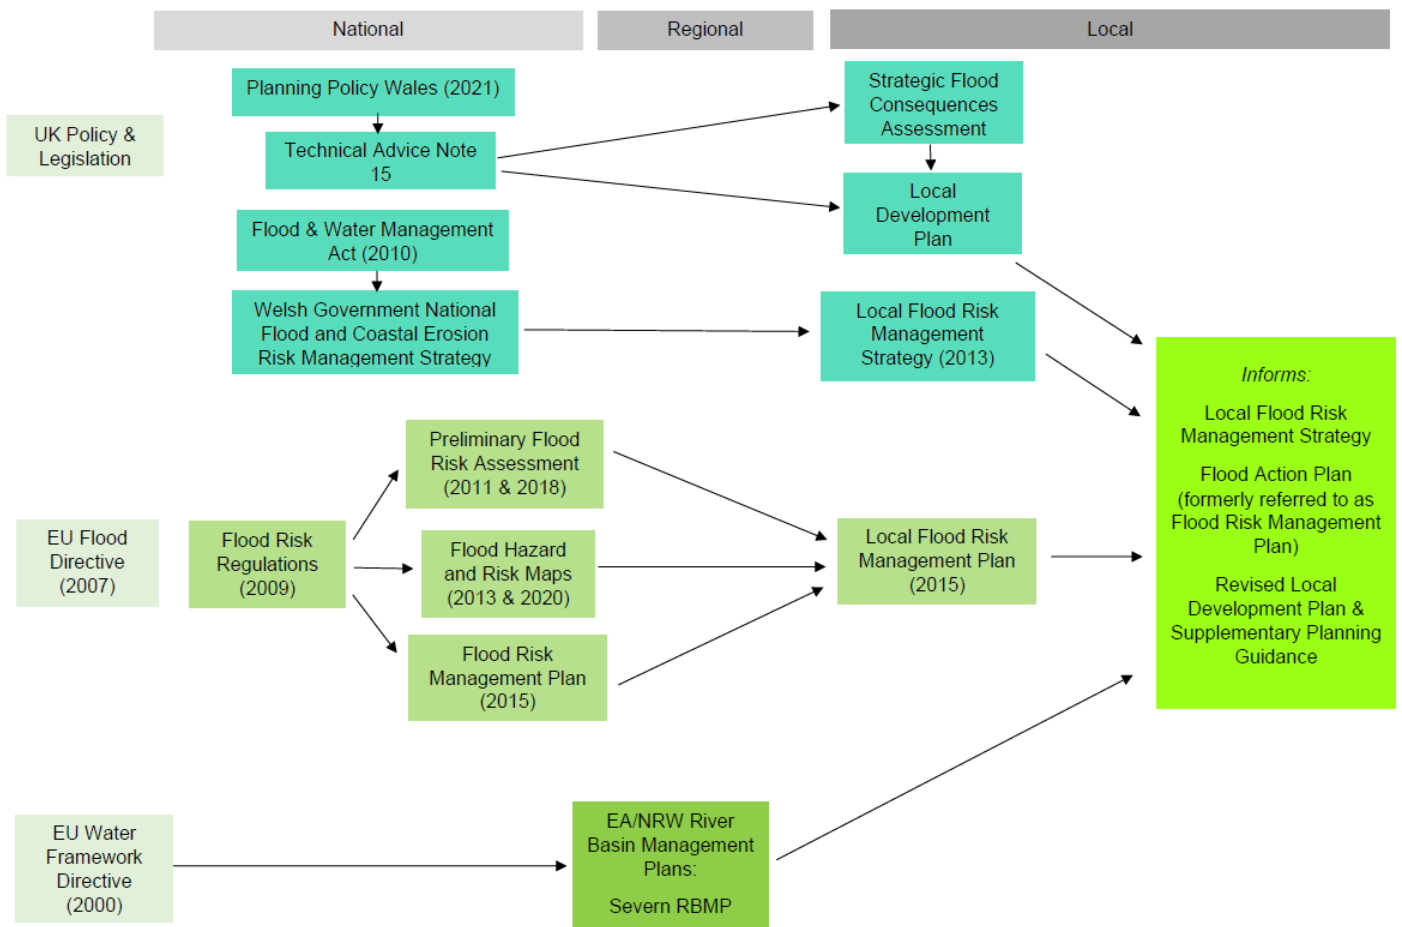 National
Regional
Local
UK Policy &
Legislation
Planning Policy Wales (2021)
Technical Advice Note
15
Strategic Flood
Consequences
Assessment
Local
Development
Plan
Flood & Water Management
Act (2010)
Welsh Government National
Flood and Coastal Erosion
Risk Management Strategy
Local Flood Risk
Management
Strategy (2013)
EU Flood
Directive
(2007)
Flood Risk
Regulations
(2009)
Preliminary Flood
Risk Assessment
(2011 & 2018)
Flood Hazard
and Risk Maps
(2013 & 2020)
Flood Risk
Management Plan
(2015)
Local Flood Risk
Management Plan
(2015)
Informs:
Local Flood Risk
Management Strategy
Flood Action Plan
(formerly referred to as
Flood Risk Management
Plan)
Revised Local
Development Plan &
Supplementary Planning
Guidance
EU Water
Framework
Directive
(2000)
EA/NRW River
Basin Management
Plans:
Severn RBMP